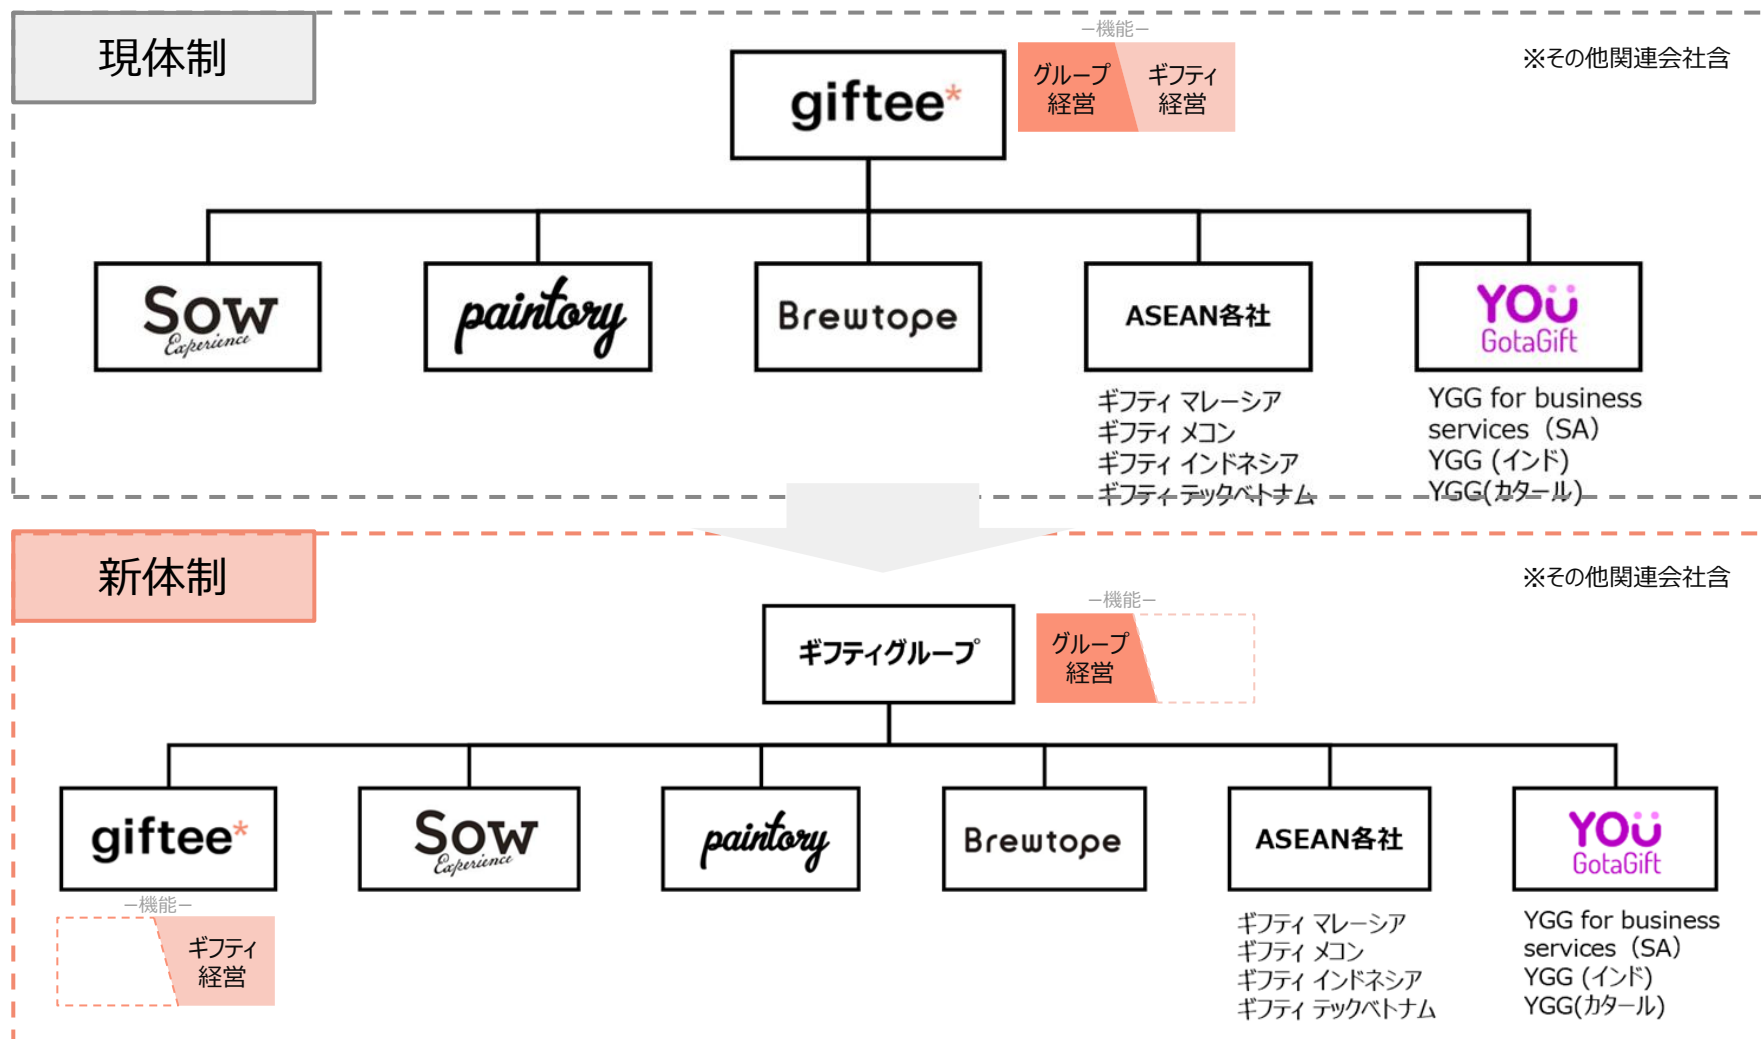 現体制
－機能－
※その他関連会社含
giftee*
グループ
経営
ギフティ
経営
Sow
Experience
paintory
Brewtope
ASEAN各社
YOU
GotaGift
ギフティ マレーシア
ギフティ メコン
ギフティ インドネシア
ギフティ テックベトナム
YGG for business
services（SA）
YGG (インド)
YGG(カタール)
新体制
－機能－
※その他関連会社含
ギフティグループ
グループ
経営
giftee*
Sow
Experience
paintory
Brewtope
ASEAN各社
YOU
GotaGift
－機能－
ギフティ
経営
ギフティ マレーシア
ギフティ メコン
ギフティ インドネシア
ギフティ テックベトナム
YGG for business
services（SA）
YGG (インド)
YGG(カタール)